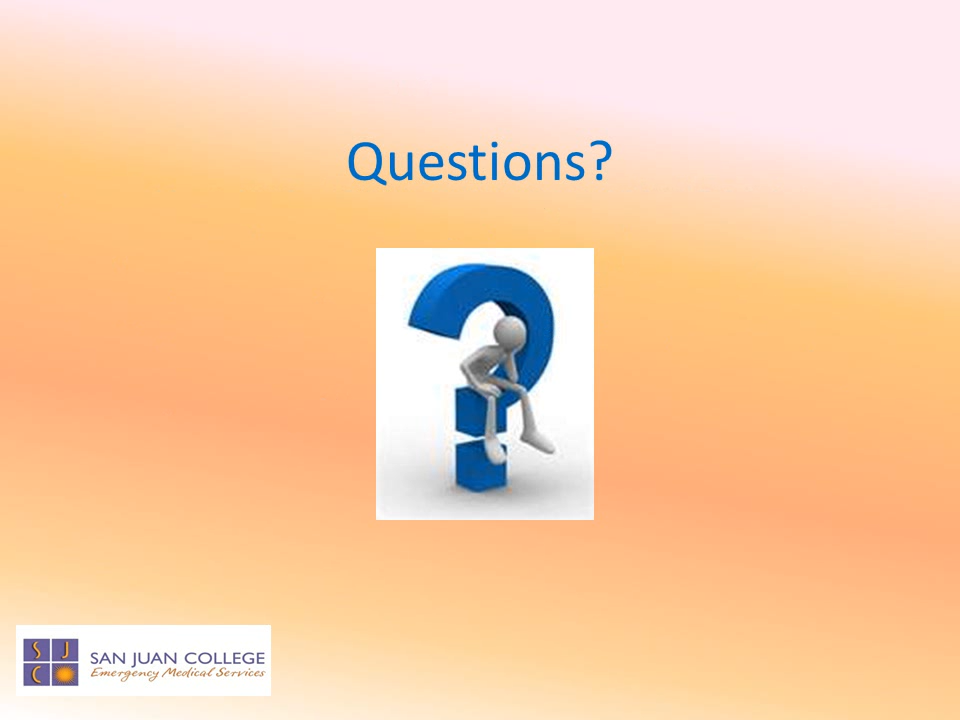 Questions?
S J
C
SAN JUAN COLLEGE
Emergency Medical Services